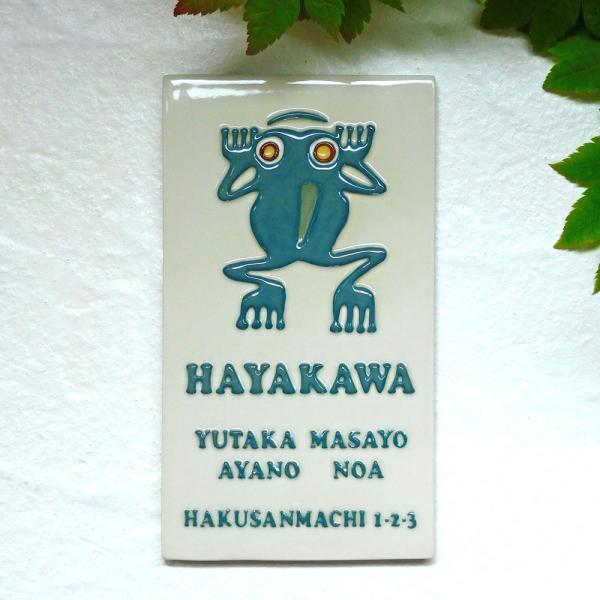 HAYAKAWA
YUTAKA MASAYO
AYANO NOA
HAKUSANMACHI 1-2-3